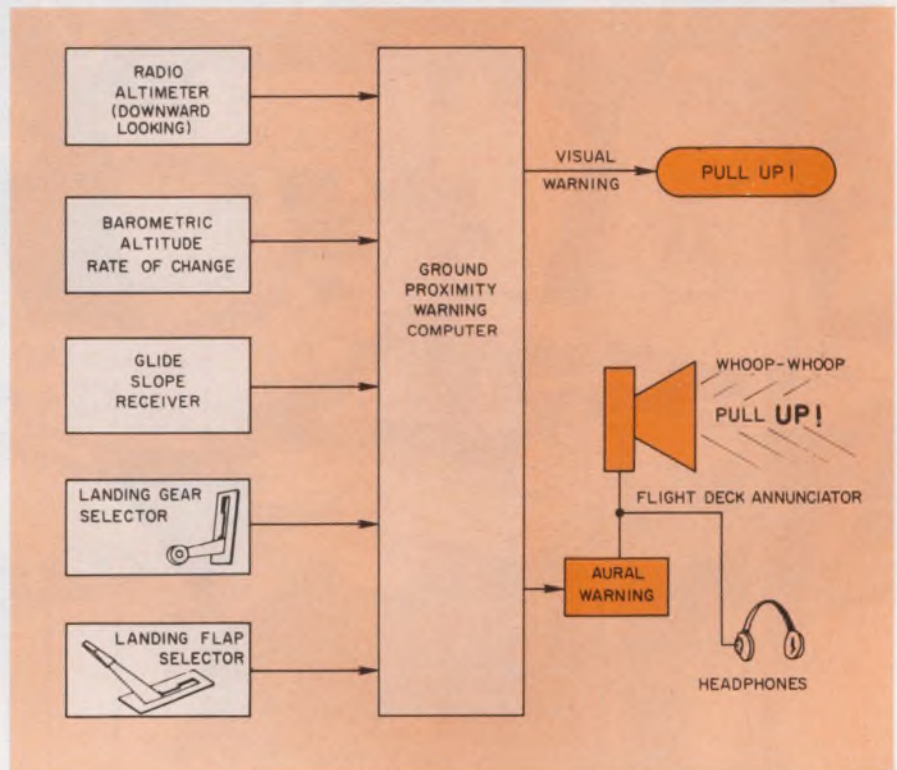 RADIO
ALTIMETER
(DOWNWARD
LOOKING)
BAROMETRIC
ALTITUDE
RATE OF CHANGE
GLIDE
SLOPE
RECEIVER
LANDING GEAR
SELECTOR
LANDING FLAP
SELECTOR
GROUND
PROXIMITY
WARNING
COMPUTER
VISUAL
WARNING
PULL UP!
WHOOP-WHOOP
PULL UP!
FLIGHT DECK ANNUNCIATOR
AURAL
WARNING
HEADPHONES